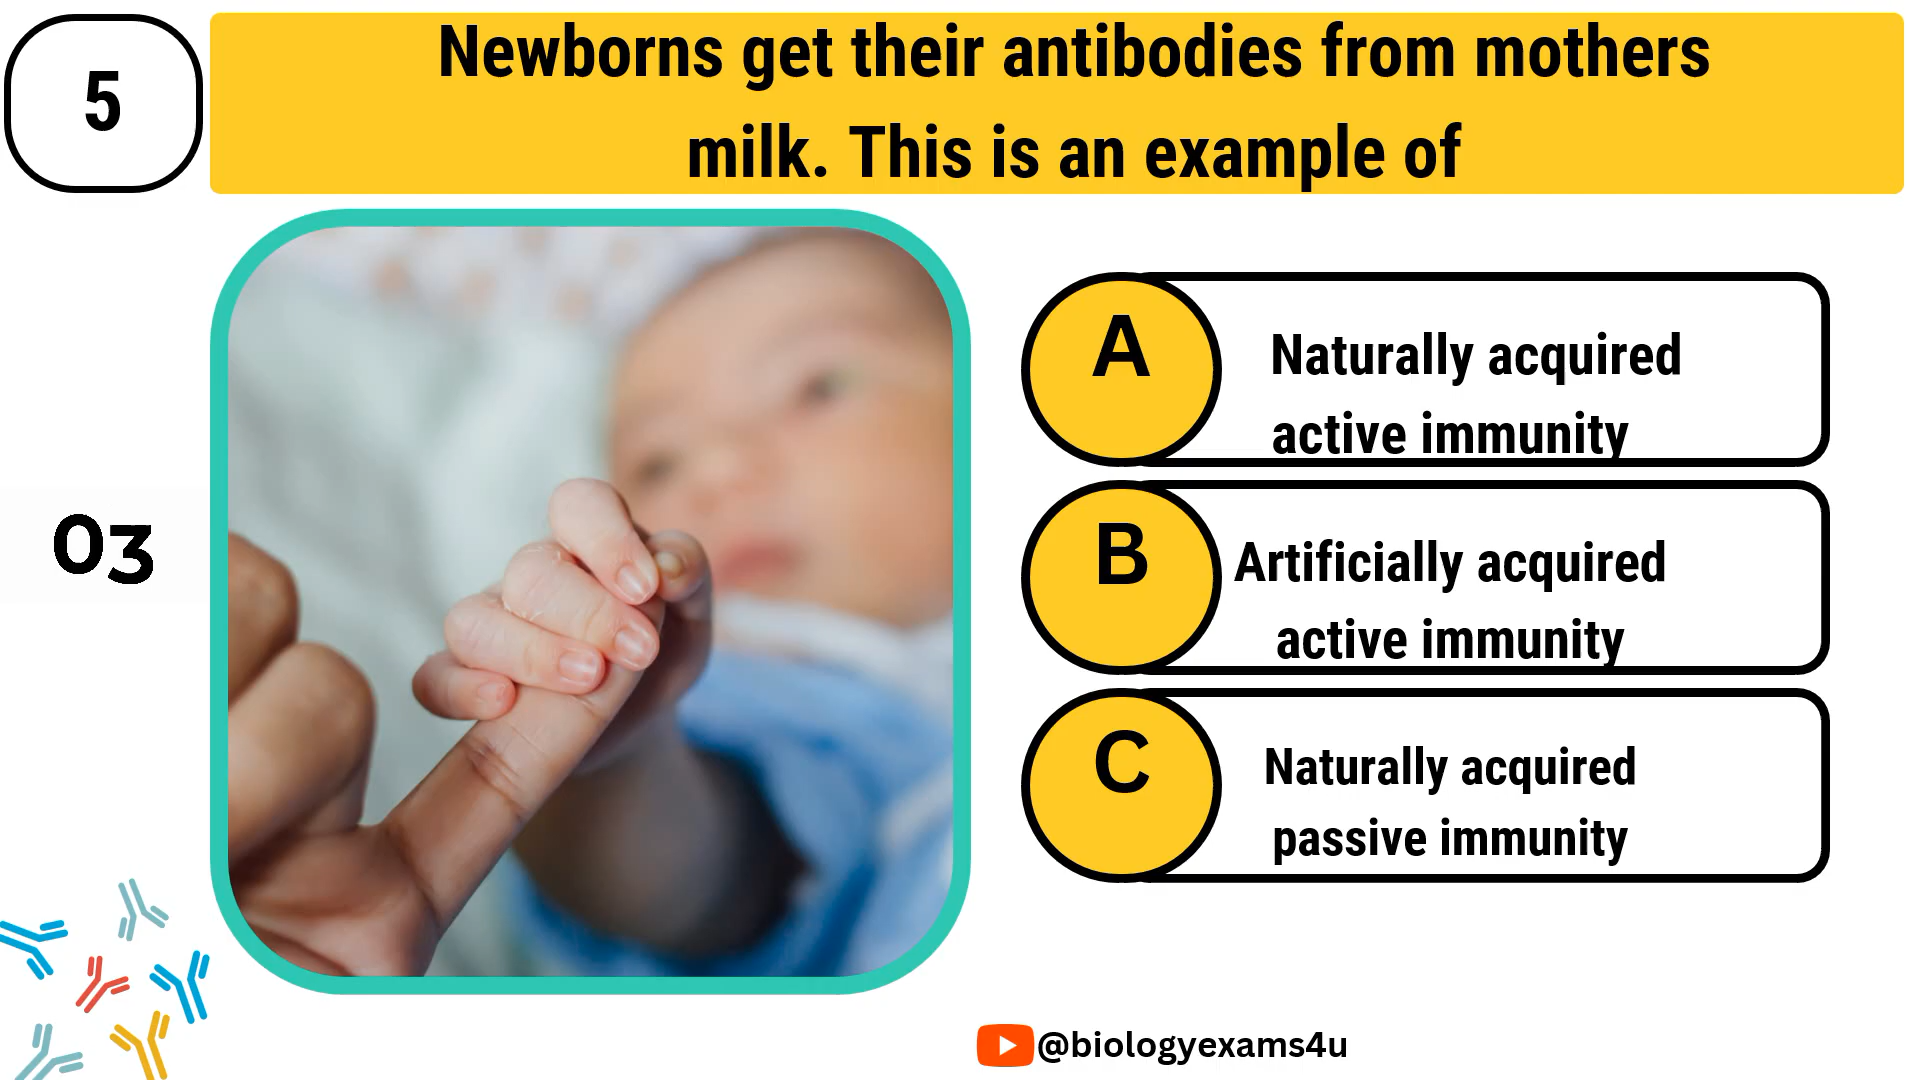 5
Newborns get their antibodies from mothers
milk. This is an example of
03
A
Naturally acquired
active immunity
B
Artificially acquired
active immunity
C
Naturally acquired
passive immunity
@biologyexams4u